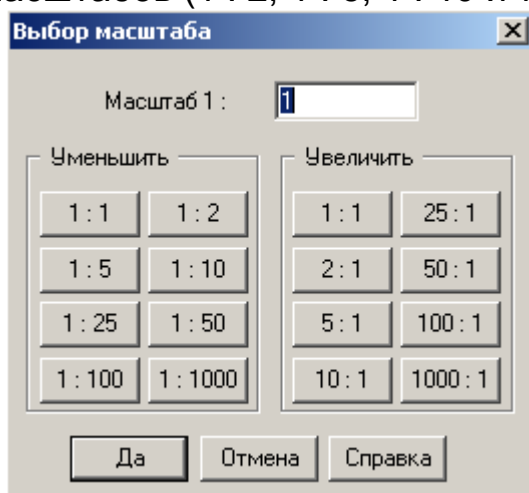 Выбор масштаба
Масштаб 1 : 1
Уменьшить
1 : 1 1 : 2
1 : 5 1 : 10
1 : 25 1 : 50
1 : 100 1 : 1000
Увеличить
1 : 1 25 : 1
2 : 1 50 : 1
5 : 1 100 : 1
10 : 1 1000 : 1
Да Отмена Справка